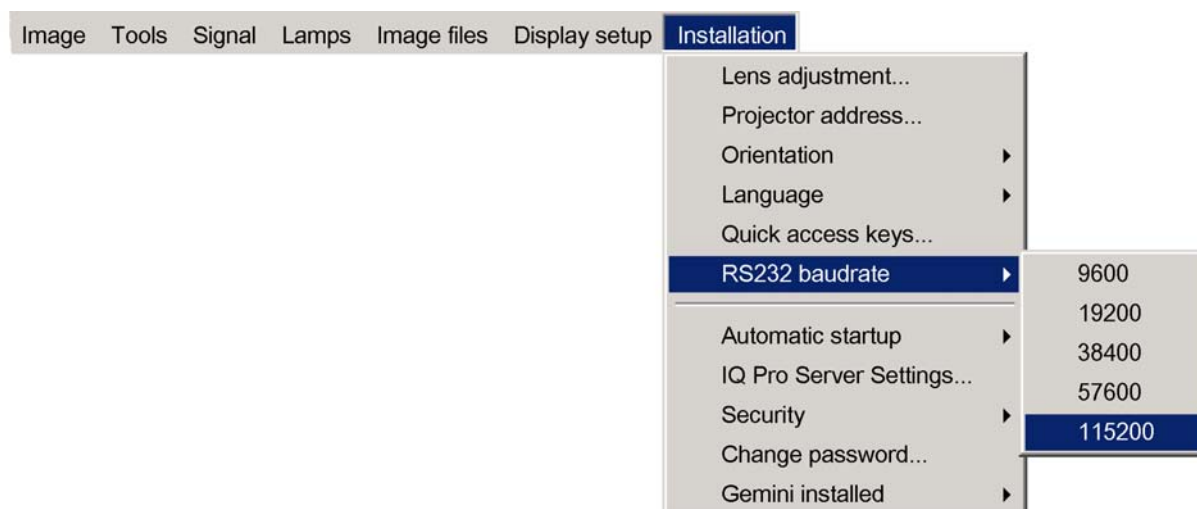 Image Tools Signal Lamps Image files Display setup Installation
Lens adjustment...
Projector address...
Orientation
Language
Quick access keys...
RS232 baudrate
9600
19200
38400
57600
115200
Automatic startup
IQ Pro Server Settings...
Security
Change password...
Gemini installed